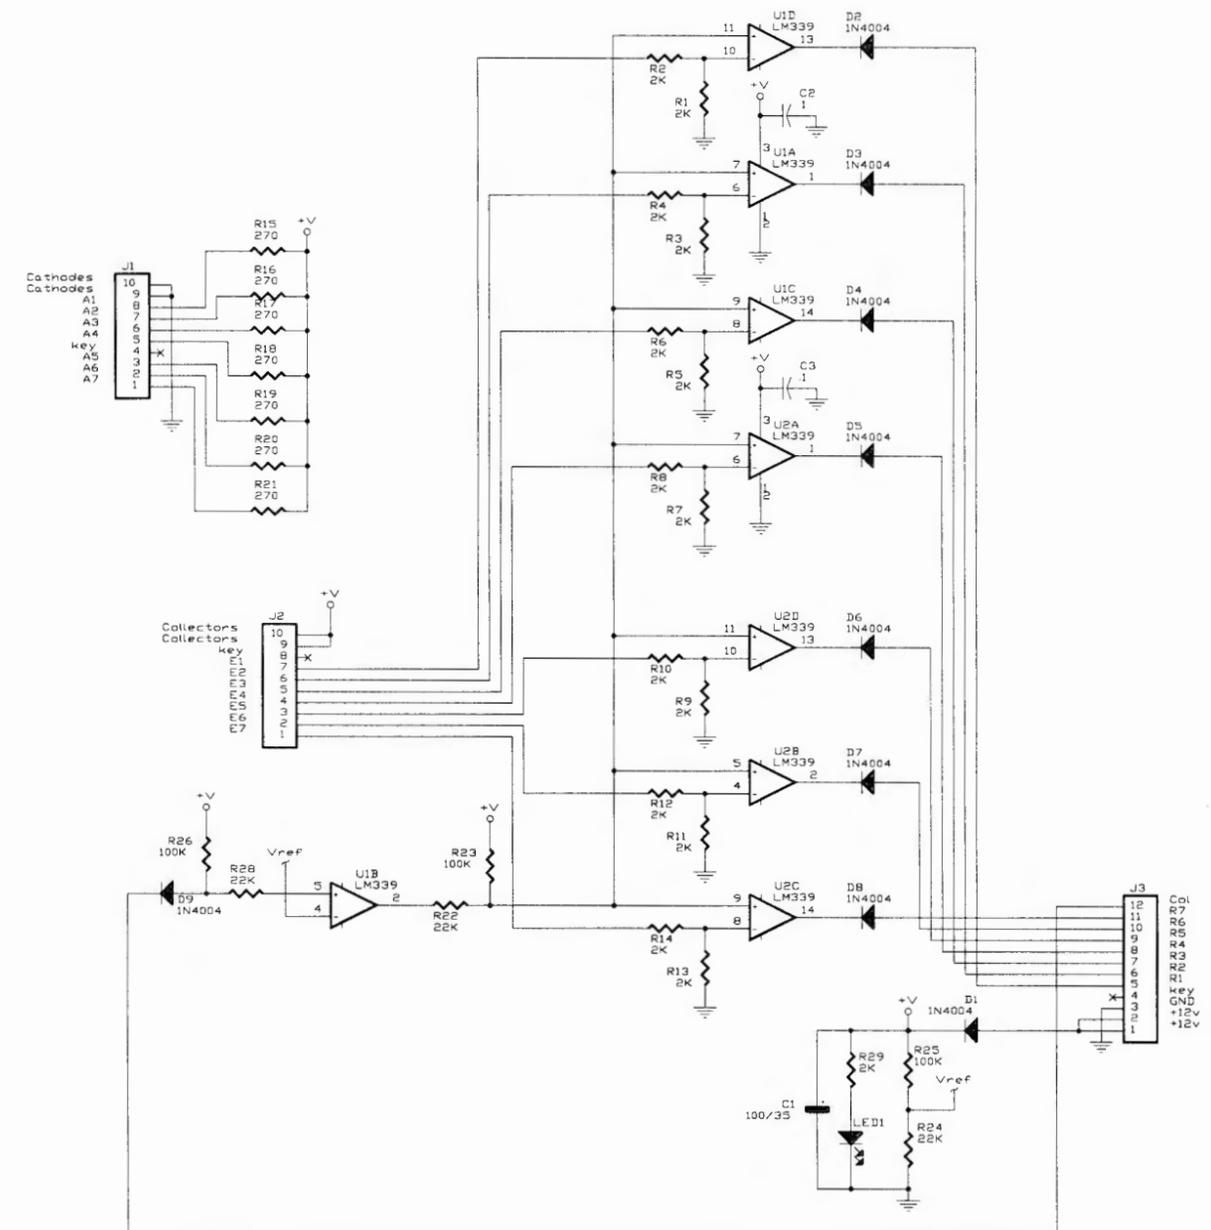 U1D
LM339
11
10
13
D2
1N4004
R2
2K
R1
2K
+V
C2
.1
3
U1A
LM339
7
6
1
12
D3
1N4004
R4
2K
R3
2K
R15
270
+V
R16
270
R17
270
R18
270
R19
270
R20
270
R21
270
J1
Cathodes 10
Cathodes 9
A1 8
A2 7
A3 6
A4 5
key 4
A5 3
A6 2
A7 1
U1C
LM339
9
8
14
D4
1N4004
R6
2K
R5
2K
+V
C3
.1
3
U2A
LM339
7
6
1
12
D5
1N4004
R8
2K
R7
2K
+V
J2
Collectors 10
Collectors 9
key 8
E1 7
E2 6
E3 5
E4 4
E5 3
E6 2
E7 1
U2D
LM339
11
10
13
D6
1N4004
R10
2K
R9
2K
U2B
LM339
5
4
2
D7
1N4004
R12
2K
R11
2K
+V
R26
100K
D9
1N4004
R28
22K
Vref
U1B
LM339
5
4
2
R22
22K
+V
R23
100K
U2C
LM339
9
8
14
D8
1N4004
R14
2K
R13
2K
J3
12 Col
11 R7
10 R6
9 R5
8 R4
7 R3
6 R2
5 R1
4 key
3 GND
2 +12v
1 +12v
+V
D1
1N4004
R29
2K
R25
100K
Vref
C1
100/35
LED1
R24
22K